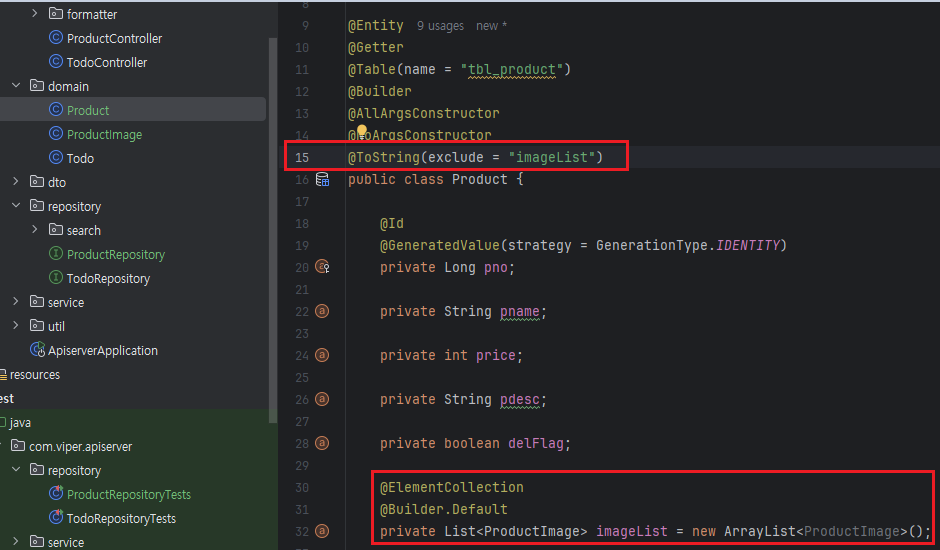 formatter
ProductController
TodoController
domain
Product
ProductImage
Todo
dto
repository
search
ProductRepository
TodoRepository
service
util
ApiserverApplication
resources
est
java
com.viper.apiserver
repository
ProductRepositoryTests
TodoRepositoryTests
service
8
9 @Entity 9 usages new *
10 @Getter
11 @Table(name = "tbl_product")
12 @Builder
13 @AllArgsConstructor
14 @NoArgsConstructor
15 @ToString(exclude = "imageList")
16 public class Product {
17
18 @Id
19 @GeneratedValue(strategy = GenerationType.IDENTITY)
20 private Long pno;
21
22 private String pname;
23
24 private int price;
25
26 private String pdesc;
27
28 private boolean delFlag;
29
30 @ElementCollection
31 @Builder.Default
32 private List<ProductImage> imageList = new ArrayList<ProductImage>();